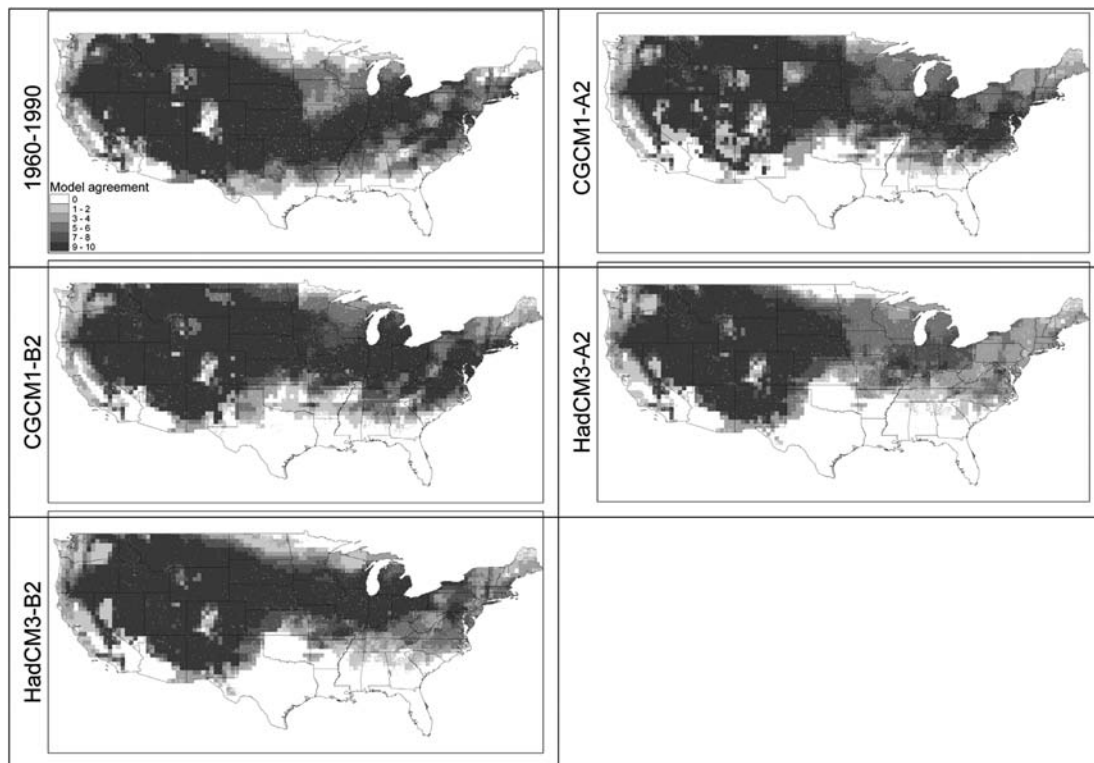 1960-1990
Model agreement
0
1 - 2
3 - 4
5 - 6
7 - 8
9 - 10
CGCM1-A2
CGCM1-B2
HadCM3-A2
HadCM3-B2